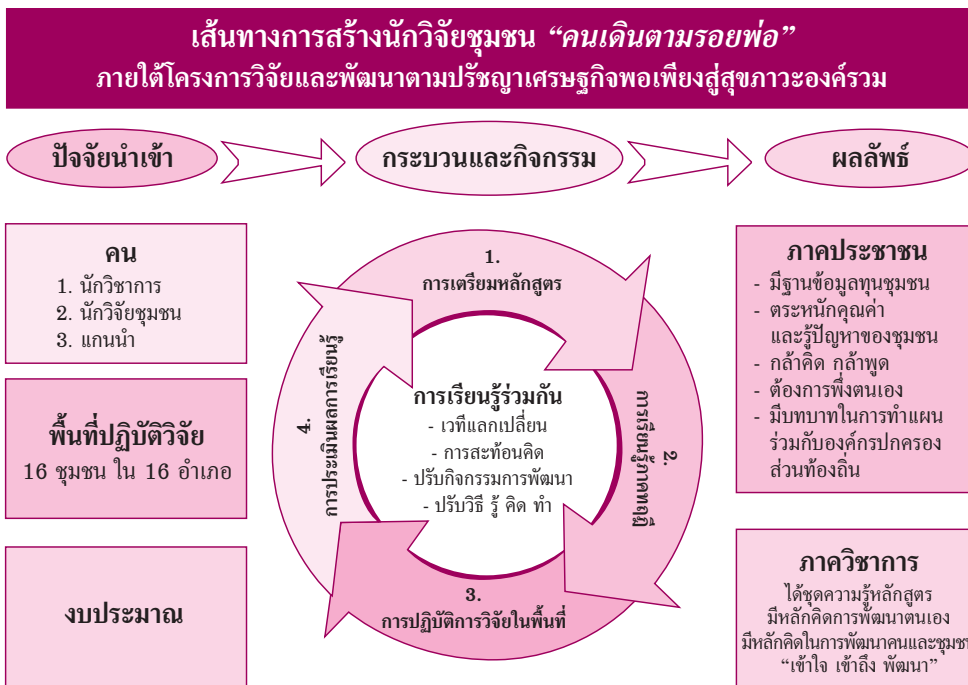 เส้นทางการสร้างนักวิจัยชุมชน “คนเดินตามรอยพ่อ”
ภายใต้โครงการวิจัยและพัฒนาตามปรัชญาเศรษฐกิจพอเพียงสู่สุขภาวะองค์รวม
ปัจจัยนำเข้า
กระบวนและกิจกรรม
ผลลัพธ์
คน
1. นักวิชาการ
2. นักวิจัยชุมชน
3. แกนนำ
พื้นที่ปฏิบัติวิจัย
16 ชุมชน ใน 16 อำเภอ
งบประมาณ
1.
การเตรียมหลักสูตร
2.
การเรียนรู้ภาคทฤษฎี
3.
การปฏิบัติการวิจัยในพื้นที่
4.
การประเมินผลการเรียนรู้
การเรียนรู้ร่วมกัน
- เวทีแลกเปลี่ยน
- การสะท้อนคิด
- ปรับกิจกรรมการพัฒนา
- ปรับวิธี รู้ คิด ทำ
ภาคประชาชน
- มีฐานข้อมูลทุนชุมชน
- ตระหนักคุณค่า
และรู้ปัญหาของชุมชน
- กล้าคิด กล้าพูด
- ต้องการพึ่งตนเอง
- มีบทบาทในการทำแผน
ร่วมกับองค์กรปกครอง
ส่วนท้องถิ่น
ภาควิชาการ
ได้ชุดความรู้หลักสูตร
มีหลักคิดการพัฒนาตนเอง
มีหลักคิดในการพัฒนาคนและชุมชน
“เข้าใจ เข้าถึง พัฒนา”